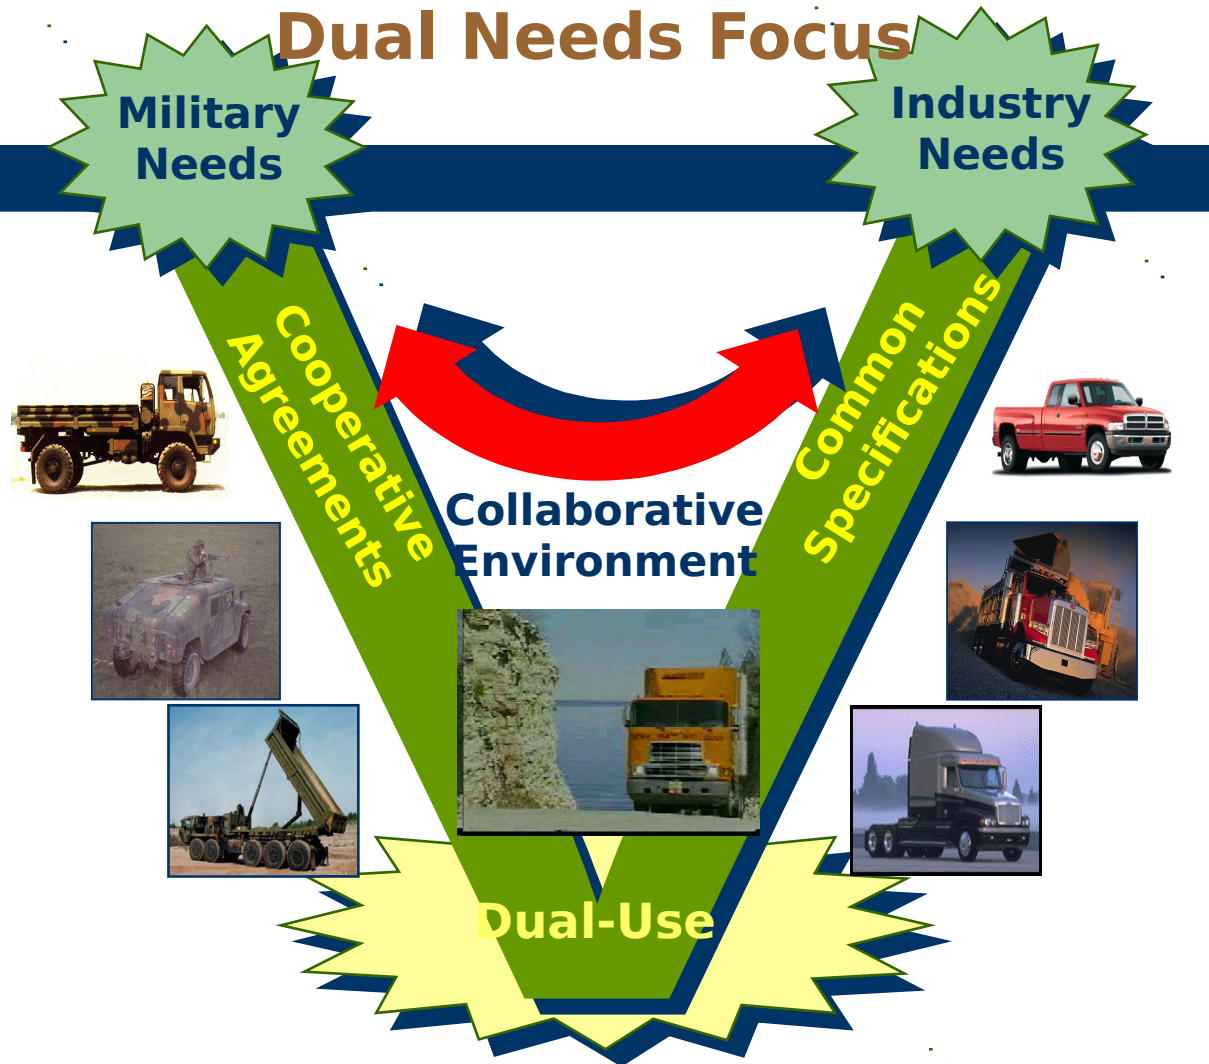 Dual Needs Focus
Military
Needs
Industry
Needs
Cooperative
Agreements
Common
Specifications
Collaborative
Environment
Dual-Use